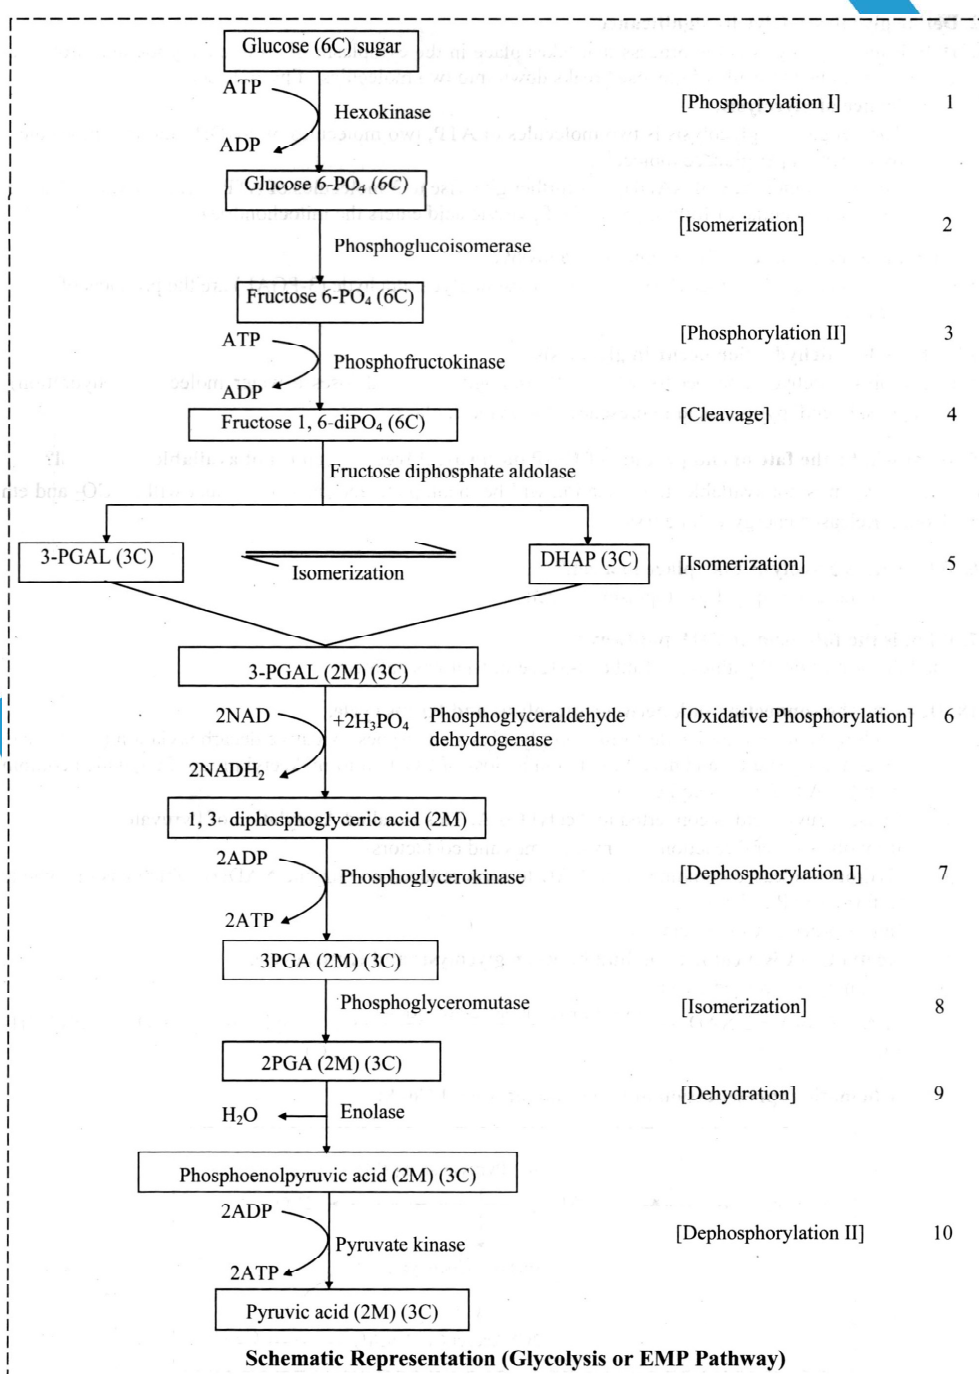 Glucose (6C) sugar
ATP
Hexokinase
[Phosphorylation I] 1
ADP
Glucose 6-PO₄ (6C)
[Isomerization] 2
Phosphoglucoisomerase
Fructose 6-PO₄ (6C)
[Phosphorylation II] 3
ATP
Phosphofructokinase
ADP
Fructose 1, 6-diPO₄ (6C)
[Cleavage] 4
Fructose diphosphate aldolase
3-PGAL (3C)
DHAP (3C)
Isomerization
[Isomerization] 5
3-PGAL (2M) (3C)
2NAD
+2H₃PO₄
Phosphoglyceraldehyde
dehydrogenase
[Oxidative Phosphorylation] 6
2NADH₂
1, 3- diphosphoglyceric acid (2M)
2ADP
Phosphoglycerokinase
[Dephosphorylation I] 7
2ATP
3PGA (2M) (3C)
Phosphoglyceromutase
[Isomerization] 8
2PGA (2M) (3C)
[Dehydration] 9
H₂O
Enolase
Phosphoenolpyruvic acid (2M) (3C)
2ADP
[Dephosphorylation II] 10
Pyruvate kinase
2ATP
Pyruvic acid (2M) (3C)
Schematic Representation (Glycolysis or EMP Pathway)